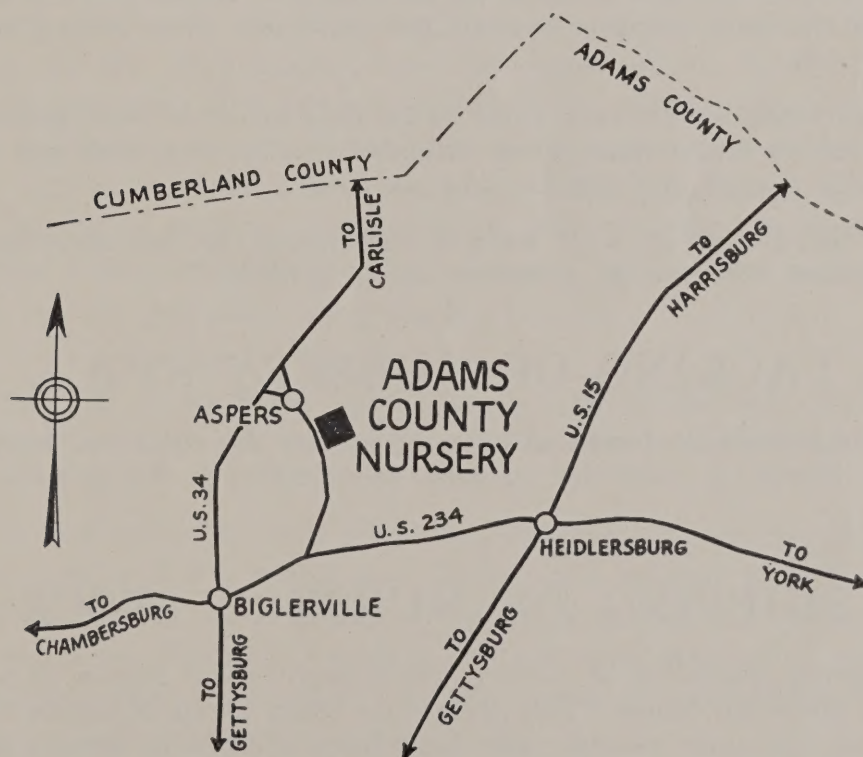 ADAMS COUNTY
CUMBERLAND COUNTY
TO
CARLISLE
TO
HARRISBURG
ADAMS
COUNTY
NURSERY
ASPERS
U.S. 15
U.S. 34
U.S. 234
HEIDLERSBURG
TO
YORK
BIGLERVILLE
TO
CHAMBERSBURG
TO
GETTYSBURG
TO
GETTYSBURG